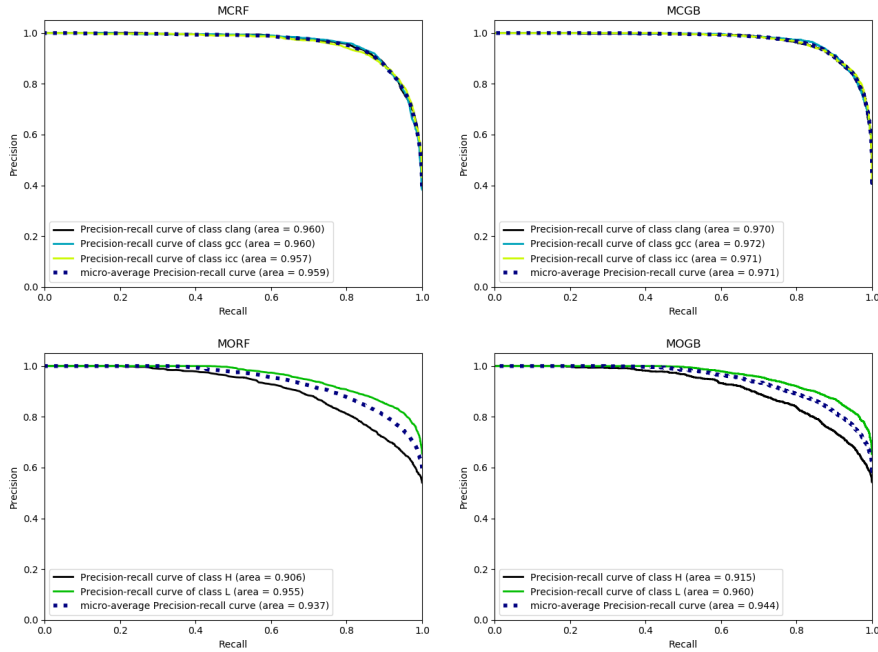 MCRF
Precision
1.0
0.8
0.6
0.4
0.2
0.0
Precision-recall curve of class clang (area = 0.960)
Precision-recall curve of class gcc (area = 0.960)
Precision-recall curve of class icc (area = 0.957)
micro-average Precision-recall curve (area = 0.959)
0.0 0.2 0.4 0.6 0.8 1.0
Recall
MCGB
Precision
1.0
0.8
0.6
0.4
0.2
0.0
Precision-recall curve of class clang (area = 0.970)
Precision-recall curve of class gcc (area = 0.972)
Precision-recall curve of class icc (area = 0.971)
micro-average Precision-recall curve (area = 0.971)
0.0 0.2 0.4 0.6 0.8 1.0
Recall
MORF
Precision
1.0
0.8
0.6
0.4
0.2
0.0
Precision-recall curve of class H (area = 0.906)
Precision-recall curve of class L (area = 0.955)
micro-average Precision-recall curve (area = 0.937)
0.0 0.2 0.4 0.6 0.8 1.0
Recall
MOGB
Precision
1.0
0.8
0.6
0.4
0.2
0.0
Precision-recall curve of class H (area = 0.915)
Precision-recall curve of class L (area = 0.960)
micro-average Precision-recall curve (area = 0.944)
0.0 0.2 0.4 0.6 0.8 1.0
Recall